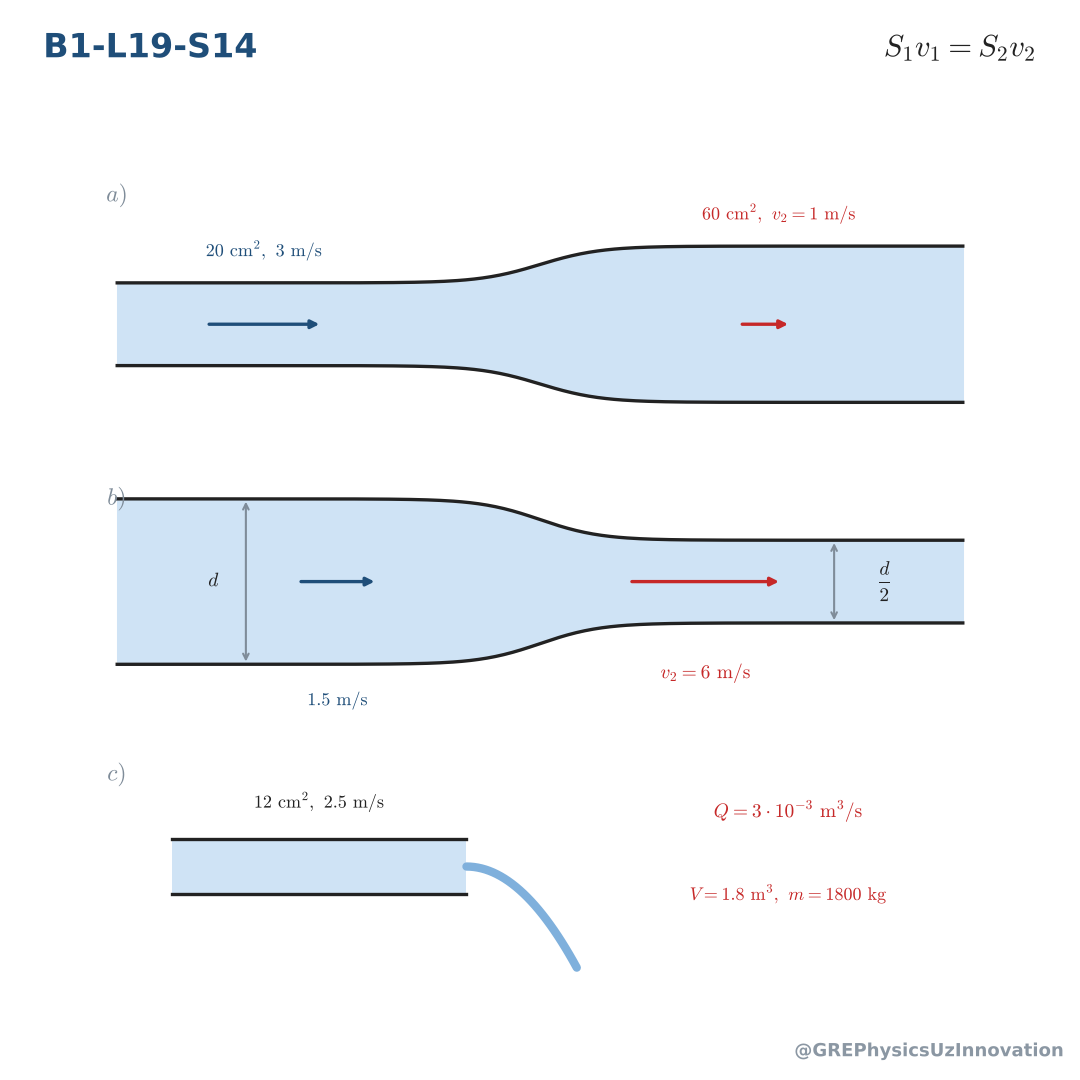 B1-L19-S14
S₁v₁ = S₂v₂
a)
60 cm², v₂ = 1 m/s
20 cm², 3 m/s
b)
d
d/2
v₂ = 6 m/s
1.5 m/s
c)
12 cm², 2.5 m/s
Q = 3 · 10⁻³ m³/s
V = 1.8 m³, m = 1800 kg
@GREPhysicsUzInnovation